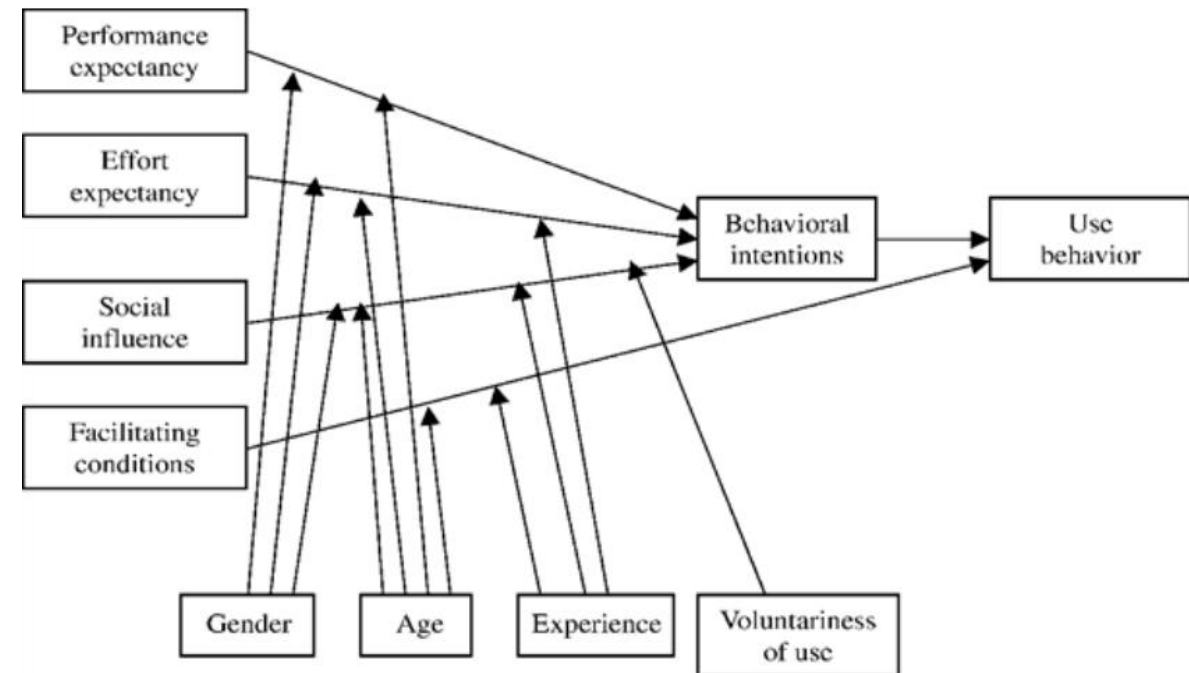 Performance
expectancy
Effort
expectancy
Social
influence
Facilitating
conditions
Behavioral
intentions
Use
behavior
Gender
Age
Experience
Voluntariness
of use